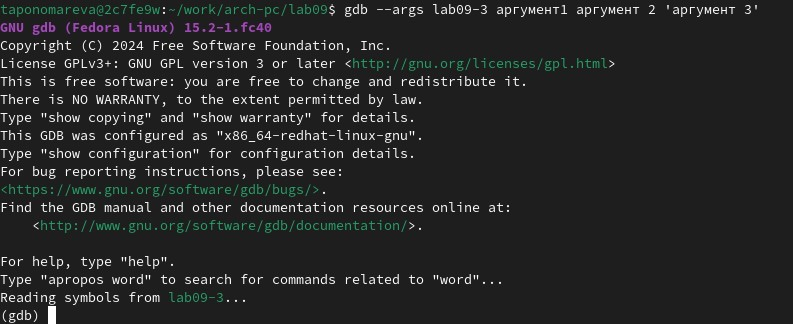 taponomareva@2c7fe9w:~/work/arch-pc/lab09$ gdb --args lab09-3 аргумент1 аргумент 2 'аргумент 3'
GNU gdb (Fedora Linux) 15.2-1.fc40
Copyright (C) 2024 Free Software Foundation, Inc.
License GPLv3+: GNU GPL version 3 or later <http://gnu.org/licenses/gpl.html>
This is free software: you are free to change and redistribute it.
There is NO WARRANTY, to the extent permitted by law.
Type "show copying" and "show warranty" for details.
This GDB was configured as "x86_64-redhat-linux-gnu".
Type "show configuration" for configuration details.
For bug reporting instructions, please see:
<https://www.gnu.org/software/gdb/bugs/>.
Find the GDB manual and other documentation resources online at:
    <http://www.gnu.org/software/gdb/documentation/>.

For help, type "help".
Type "apropos word" to search for commands related to "word"...
Reading symbols from lab09-3...
(gdb)